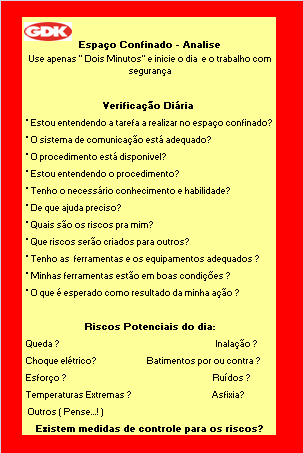 GDK
Espaço Confinado - Analise
Use apenas " Dois Minutos" e inicie o dia e o trabalho com
segurança
Verificação Diária
* Estou entendendo a tarefa a realizar no espaço confinado?
* O sistema de comunicação está adequado?
* O procedimento está disponivel?
* Estou entendendo o procedimento?
* Tenho o necessário conhecimento e habilidade?
* De que ajuda preciso?
* Quais são os riscos pra mim?
* Que riscos serão criados para outros?
* Tenho as ferramentas e os equipamentos adequados ?
* Minhas ferramentas estão em boas condições ?
* O que é esperado como resultado da minha ação ?
Riscos Potenciais do dia:
Queda ? Inalação ?
Choque elétrico? Batimentos por ou contra ?
Esforço ? Ruídos ?
Temperaturas Extremas ? Asfixia?
Outros ( Pense...! )
Existem medidas de controle para os riscos?